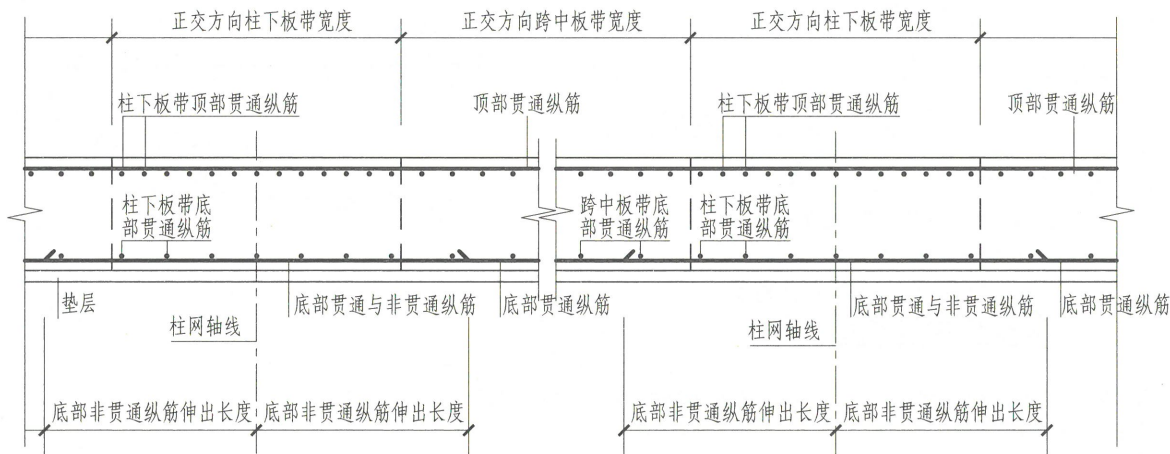 正交方向柱下板带宽度
正交方向跨中板带宽度
正交方向柱下板带宽度
柱下板带顶部贯通纵筋
顶部贯通纵筋
柱下板带顶部贯通纵筋
顶部贯通纵筋
柱下板带底
部贯通纵筋
跨中板带底
部贯通纵筋
柱下板带底
部贯通纵筋
垫层
底部贯通与非贯通纵筋
底部贯通纵筋
底部贯通与非贯通纵筋
底部贯通纵筋
柱网轴线
柱网轴线
底部非贯通纵筋伸出长度
底部非贯通纵筋伸出长度
底部非贯通纵筋伸出长度
底部非贯通纵筋伸出长度